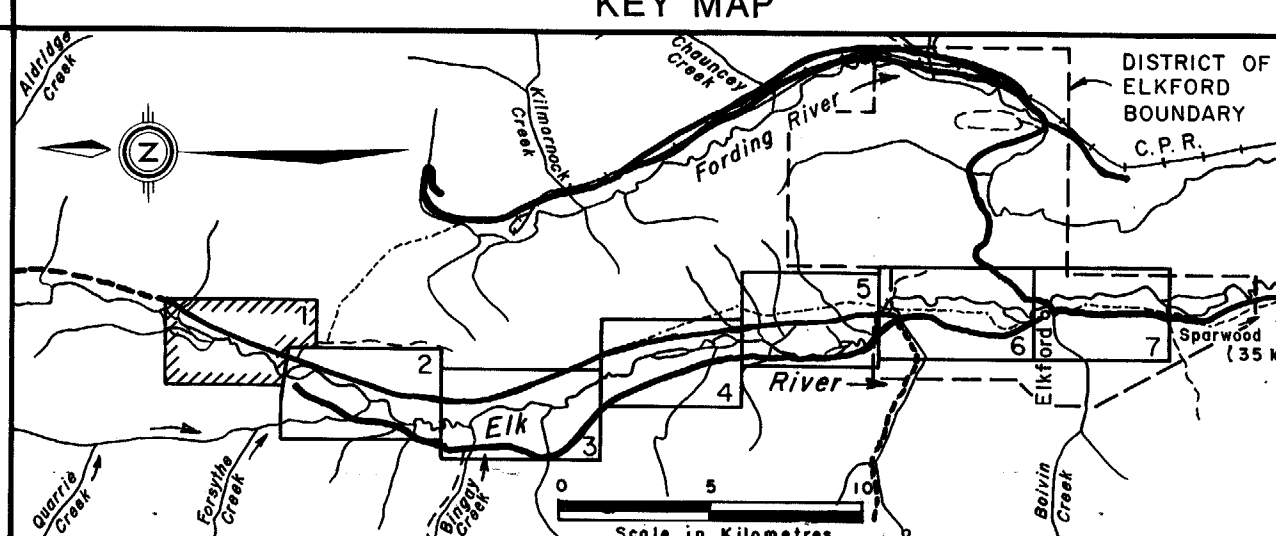 KEY MAP
Aldridge
Creek
N
Kilmarnock
Creek
Chauncey
Creek
Fording River
DISTRICT OF
ELKFORD
BOUNDARY
C.P.R.
1
2
3
4
5
6
7
Elkford
Sparwood
(35 K
River
Elk
Quarrie
Creek
Forsythe
Creek
Bingay
Creek
Boivin
Creek
0 5 10
Scale in Kilometres